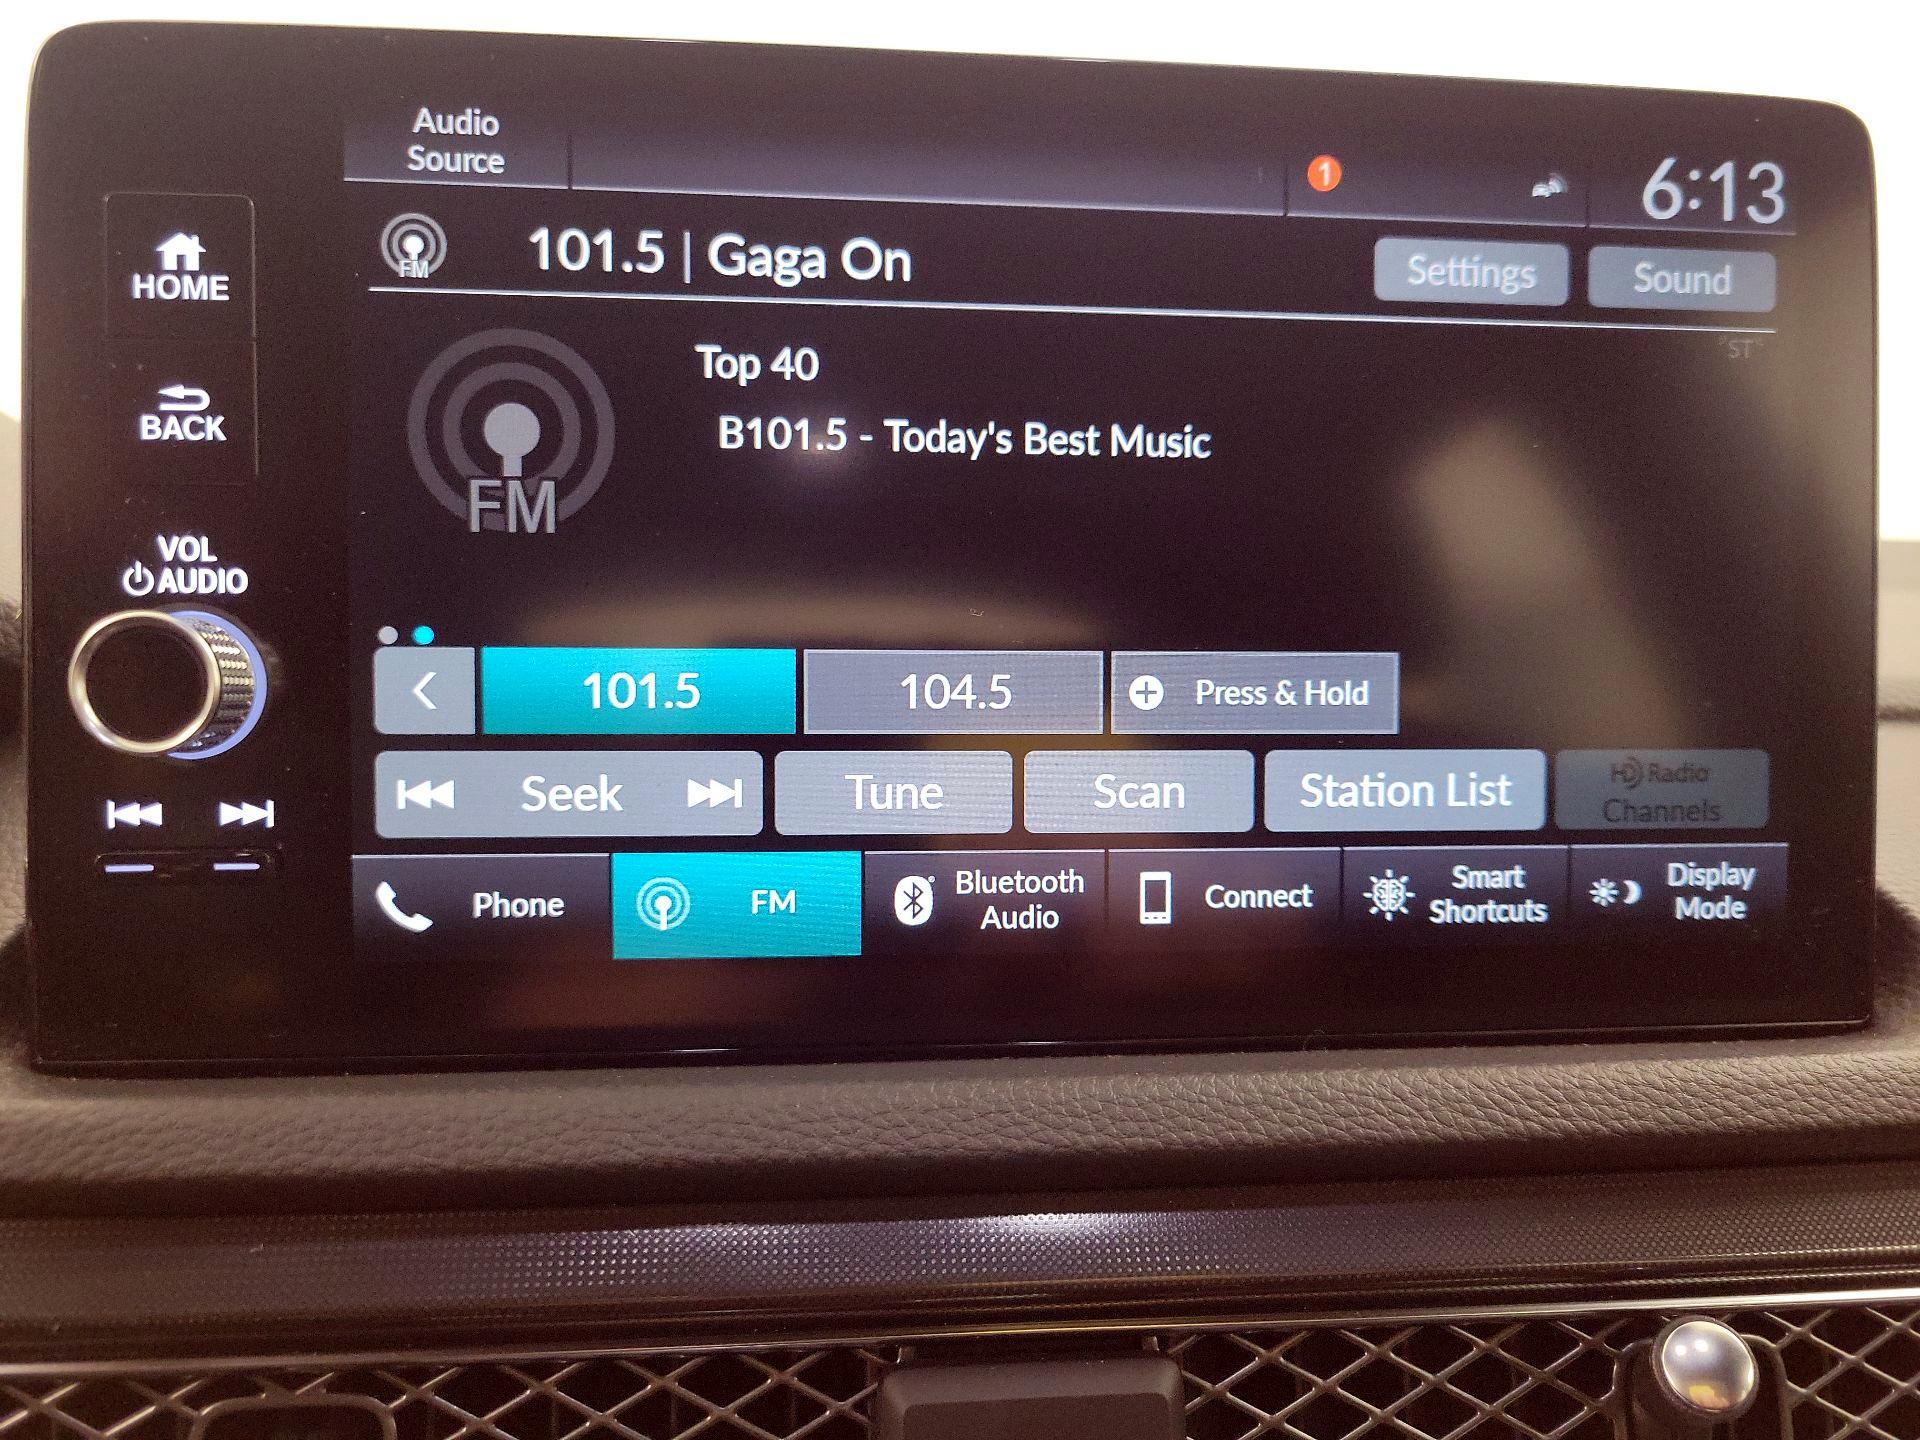 Audio
Source
1
6:13
HOME
FM
101.5 | Gaga On
Settings
Sound
ST
Top 40
BACK
B101.5 - Today's Best Music
FM
VOL
AUDIO
101.5
104.5
Press & Hold
Seek
Tune
Scan
Station List
HD Radio
Channels
Phone
FM
Bluetooth
Audio
Connect
Smart
Shortcuts
Display
Mode